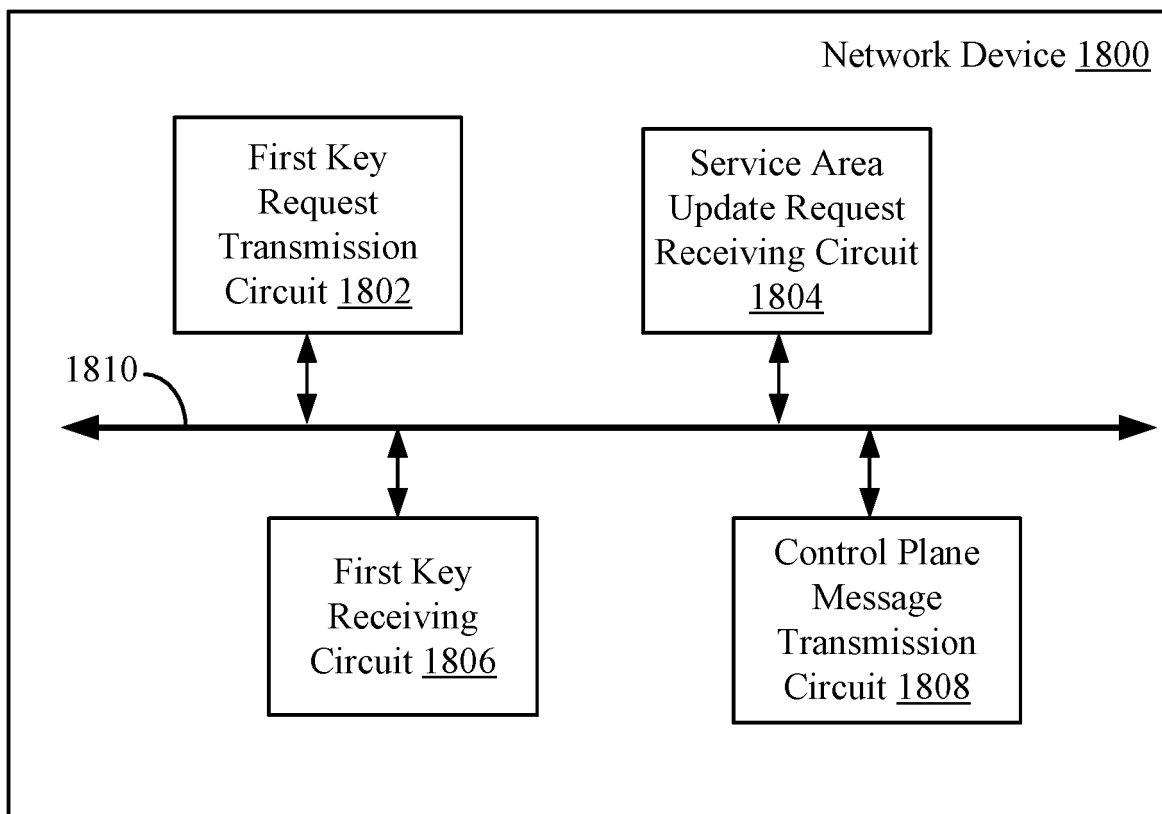 Network Device 1800
First Key
Request
Transmission
Circuit 1802
Service Area
Update Request
Receiving Circuit
1804
1810
First Key
Receiving
Circuit 1806
Control Plane
Message
Transmission
Circuit 1808